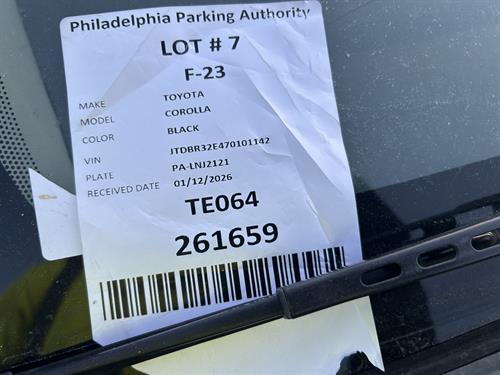 Philadelphia Parking Authority
LOT # 7
F-23
MAKE TOYOTA
MODEL COROLLA
COLOR BLACK
VIN JTDBR32E470101142
PLATE PA-LNJ2121
RECEIVED DATE 01/12/2026
TE064
261659